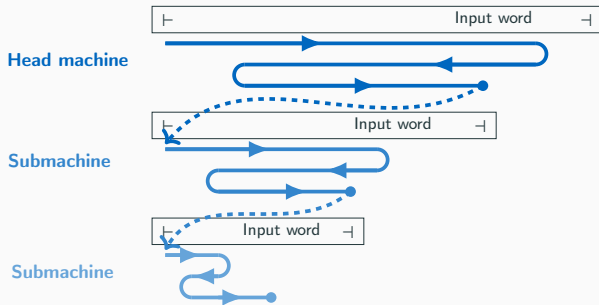 ⊢ Input word ⊣
Head machine
⊢ Input word ⊣
Submachine
⊢ Input word ⊣
Submachine